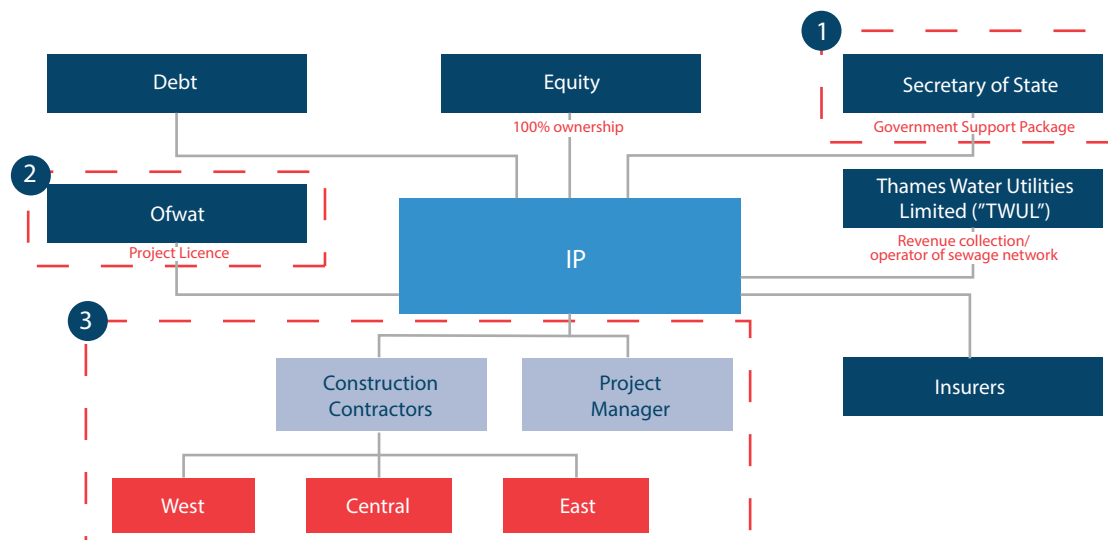 1
Debt
Equity
Secretary of State
100% ownership
Government Support Package
2
Ofwat
Thames Water Utilities
Limited ("TWUL")
Project Licence
IP
Revenue collection/
operator of sewage network
3
Construction
Contractors
Project
Manager
Insurers
West
Central
East